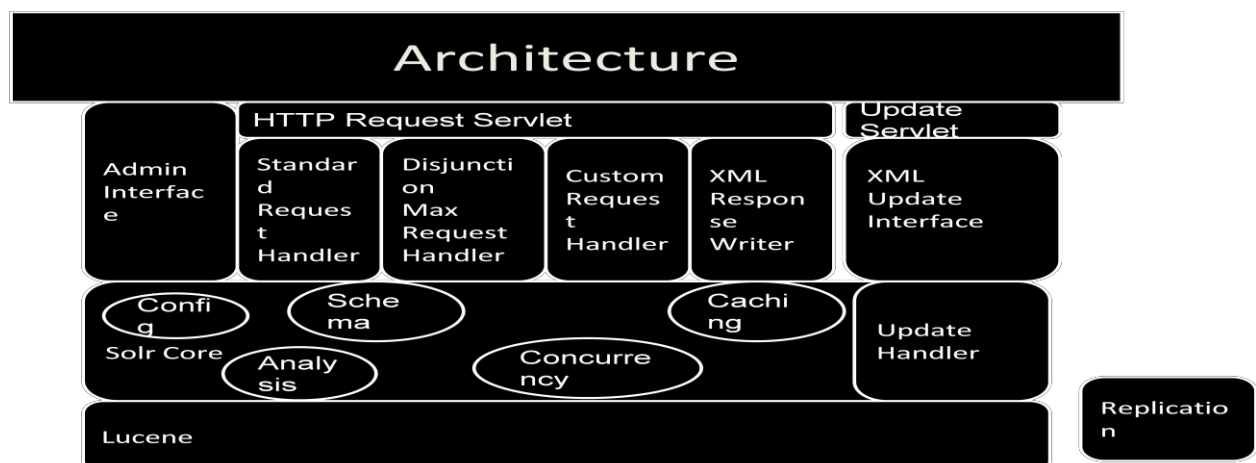 Architecture
HTTP Request Servlet
Update
Servlet
Admin
Interfac
e
Standar
d
Reques
t
Handler
Disjuncti
on
Max
Request
Handler
Custom
Reques
t
Handler
XML
Respon
se
Writer
XML
Update
Interface
Confi
g
Sche
ma
Cachi
ng
Solr Core
Analy
sis
Concurre
ncy
Update
Handler
Lucene
Replicatio
n